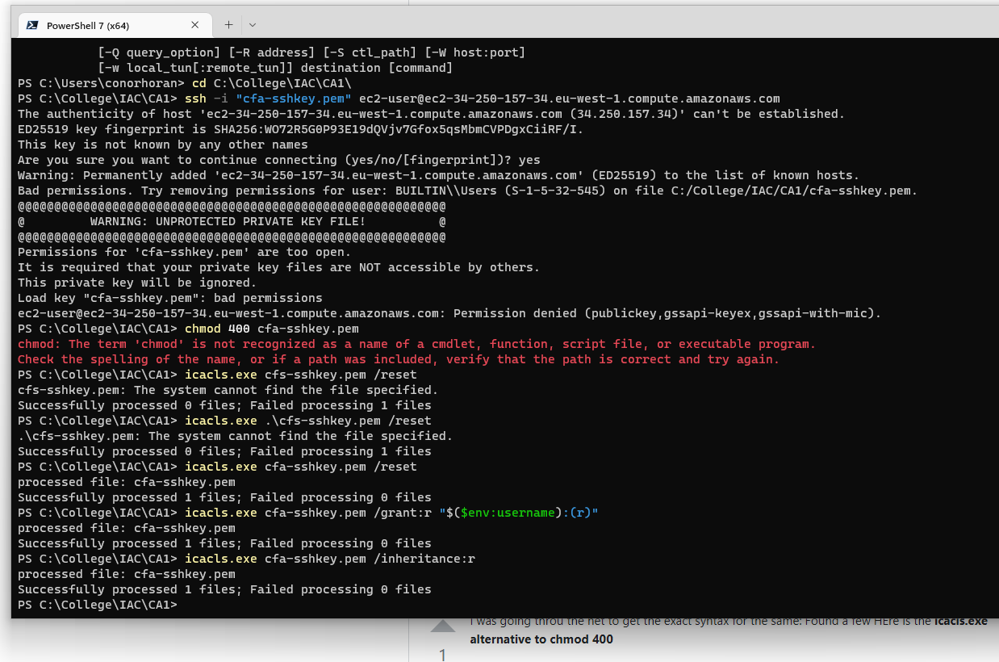 PowerShell 7 (x64)
[-Q query_option] [-R address] [-S ctl_path] [-W host:port]
[-w local_tun[:remote_tun]] destination [command]
PS C:\Users\conorhoran> cd C:\College\IAC\CA1\
PS C:\College\IAC\CA1> ssh -i "cfa-sshkey.pem" ec2-user@ec2-34-250-157-34.eu-west-1.compute.amazonaws.com
The authenticity of host 'ec2-34-250-157-34.eu-west-1.compute.amazonaws.com (34.250.157.34)' can't be established.
ED25519 key fingerprint is SHA256:WO72R5G0P93E19dQVjv7Gfox5qsMbmCVPDgxCiiRF/I.
This key is not known by any other names
Are you sure you want to continue connecting (yes/no/[fingerprint])? yes
Warning: Permanently added 'ec2-34-250-157-34.eu-west-1.compute.amazonaws.com' (ED25519) to the list of known hosts.
Bad permissions. Try removing permissions for user: BUILTIN\\Users (S-1-5-32-545) on file C:/College/IAC/CA1/cfa-sshkey.pem.
@@@@@@@@@@@@@@@@@@@@@@@@@@@@@@@@@@@@@@@@@@@@@@@@@@@@@@@@@@@
@         WARNING: UNPROTECTED PRIVATE KEY FILE!          @
@@@@@@@@@@@@@@@@@@@@@@@@@@@@@@@@@@@@@@@@@@@@@@@@@@@@@@@@@@@
Permissions for 'cfa-sshkey.pem' are too open.
It is required that your private key files are NOT accessible by others.
This private key will be ignored.
Load key "cfa-sshkey.pem": bad permissions
ec2-user@ec2-34-250-157-34.eu-west-1.compute.amazonaws.com: Permission denied (publickey,gssapi-keyex,gssapi-with-mic).
PS C:\College\IAC\CA1> chmod 400 cfa-sshkey.pem
chmod: The term 'chmod' is not recognized as a name of a cmdlet, function, script file, or executable program.
Check the spelling of the name, or if a path was included, verify that the path is correct and try again.
PS C:\College\IAC\CA1> icacls.exe cfs-sshkey.pem /reset
cfs-sshkey.pem: The system cannot find the file specified.
Successfully processed 0 files; Failed processing 1 files
PS C:\College\IAC\CA1> icacls.exe .\cfs-sshkey.pem /reset
.\cfs-sshkey.pem: The system cannot find the file specified.
Successfully processed 0 files; Failed processing 1 files
PS C:\College\IAC\CA1> icacls.exe cfa-sshkey.pem /reset
processed file: cfa-sshkey.pem
Successfully processed 1 files; Failed processing 0 files
PS C:\College\IAC\CA1> icacls.exe cfa-sshkey.pem /grant:r "$($env:username):(r)"
processed file: cfa-sshkey.pem
Successfully processed 1 files; Failed processing 0 files
PS C:\College\IAC\CA1> icacls.exe cfa-sshkey.pem /inheritance:r
processed file: cfa-sshkey.pem
Successfully processed 1 files; Failed processing 0 files
PS C:\College\IAC\CA1>
I was going throu the net to get the exact syntax for the same: Found a few HEre is the icacls.exe
alternative to chmod 400
1